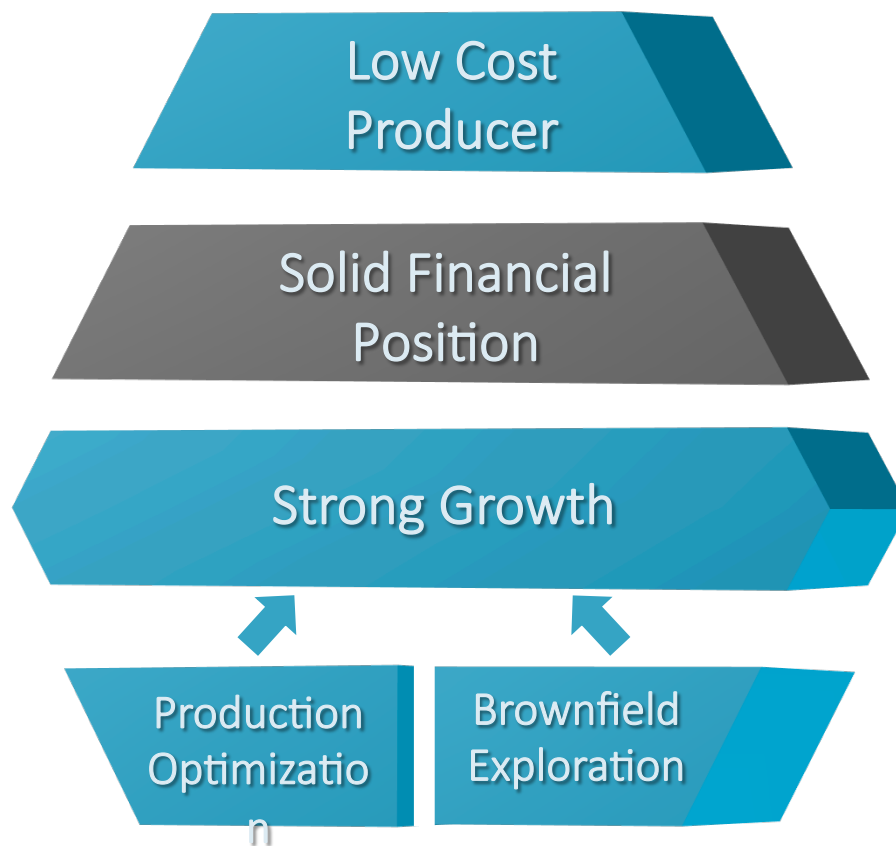 Low Cost
Producer
Solid Financial
Position
Strong Growth
Production
Optimizatio
n
Brownfield
Exploration